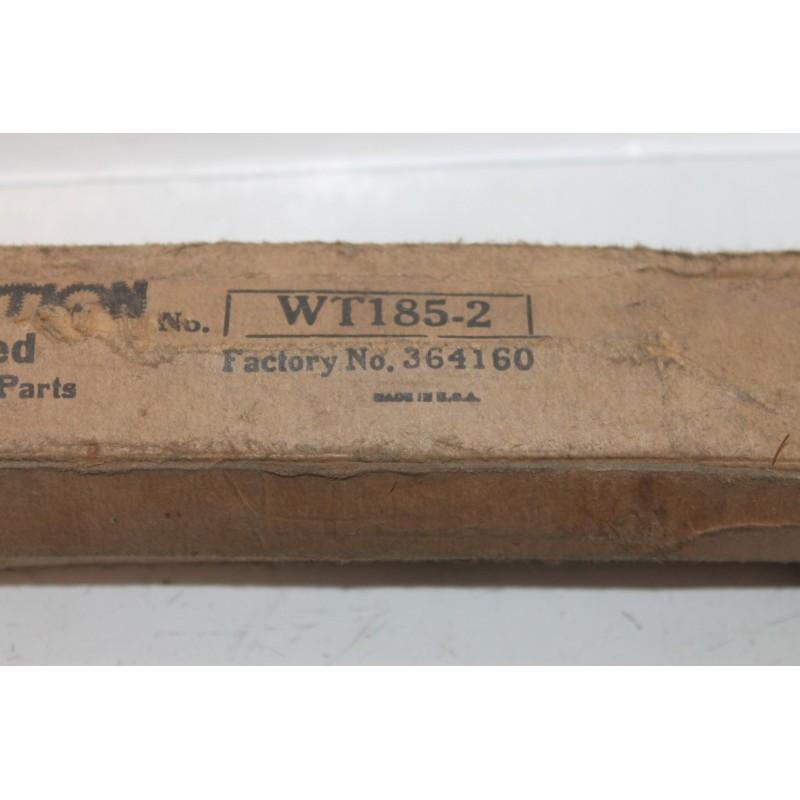 No. WT185-2
ed
Factory No. 364160
Parts
MADE IN U.S.A.